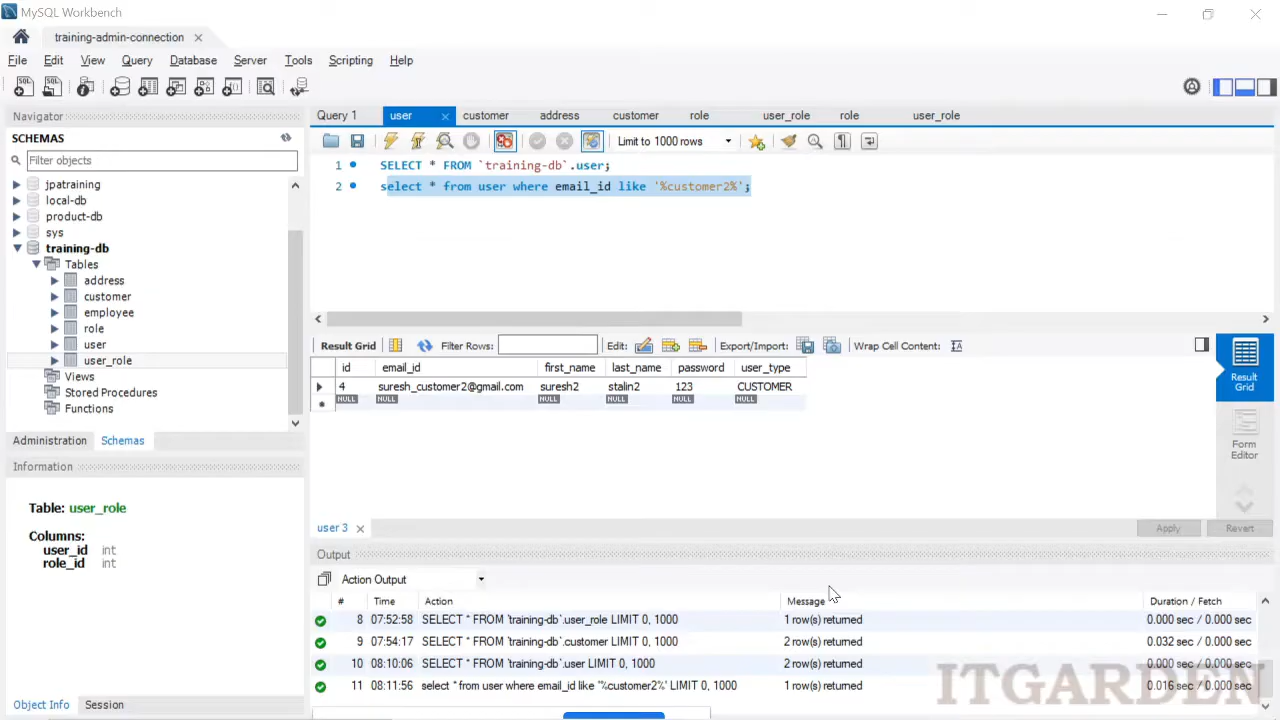 MySQL Workbench
training-admin-connection
File Edit View Query Database Server Tools Scripting Help
Navigator
SCHEMAS
Filter objects
jpatraining
local-db
product-db
sys
training-db
Tables
address
customer
employee
role
user
user_role
Views
Stored Procedures
Functions
Administration Schemas
Information
Table: user_role
Columns:
user_id int
role_id int
Object Info Session
Query 1 user customer address customer role user_role role user_role
Limit to 1000 rows
1 SELECT * FROM `training-db`.user;
2 select * from user where email_id like '%customer2%';
Result Grid Filter Rows: Edit: Export/Import: Wrap Cell Content:
id email_id first_name last_name password user_type
4 suresh_customer2@gmail.com suresh2 stalin2 123 CUSTOMER
NULL NULL NULL NULL NULL NULL
Result
Grid
Form
Editor
user 3 Apply Revert
Output
Action Output
# Time Action Message Duration / Fetch
8 07:52:58 SELECT * FROM `training-db`.user_role LIMIT 0, 1000 1 row(s) returned 0.000 sec / 0.000 sec
9 07:54:17 SELECT * FROM `training-db`.customer LIMIT 0, 1000 2 row(s) returned 0.032 sec / 0.000 sec
10 08:10:06 SELECT * FROM `training-db`.user LIMIT 0, 1000 2 row(s) returned 0.000 sec / 0.000 sec
11 08:11:56 select * from user where email_id like '%customer2%' LIMIT 0, 1000 1 row(s) returned 0.016 sec / 0.000 sec
ITGARDEN